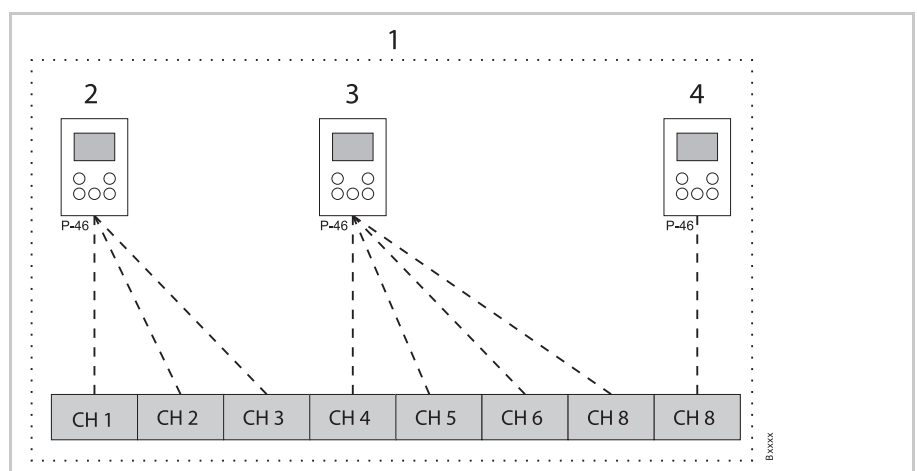 1
2 3 4
P-46 P-46 P-46
CH 1 CH 2 CH 3 CH 4 CH 5 CH 6 CH 8 CH 8
Bxxxx